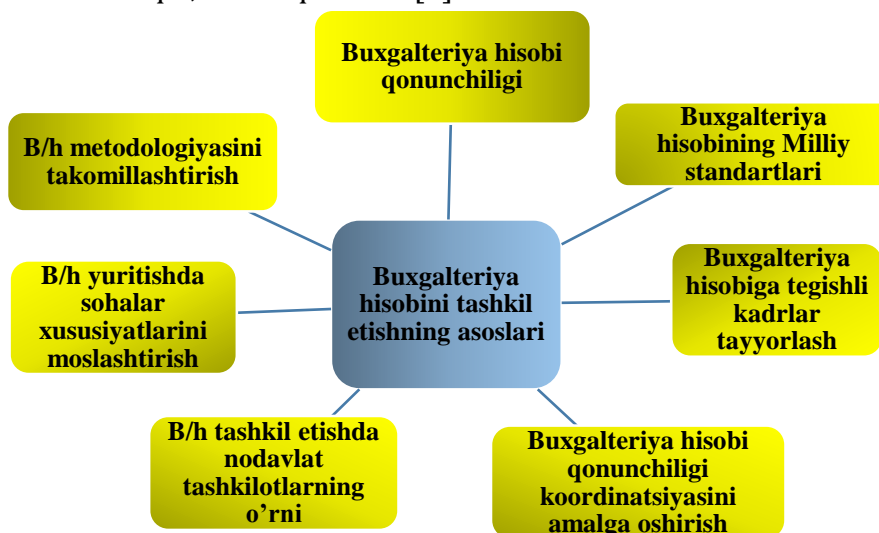 Buxgalteriya hisobi
qonunchiligi
Buxgalteriya
hisobining Milliy
standartlari
B/h metodologiyasini
takomillashtirish
Buxgalteriya
hisobiga tegishli
kadrlar
tayyorlash
B/h yuritishda
sohalar
xususiyatlarini
moslashtirish
Buxgalteriya
hisobini tashkil
etishning asoslari
B/h tashkil etishda
nodavlat
tashkilotlarning
o’rni
Buxgalteriya hisobi
qonunchiligi
koordinatsiyasini
amalga oshirish